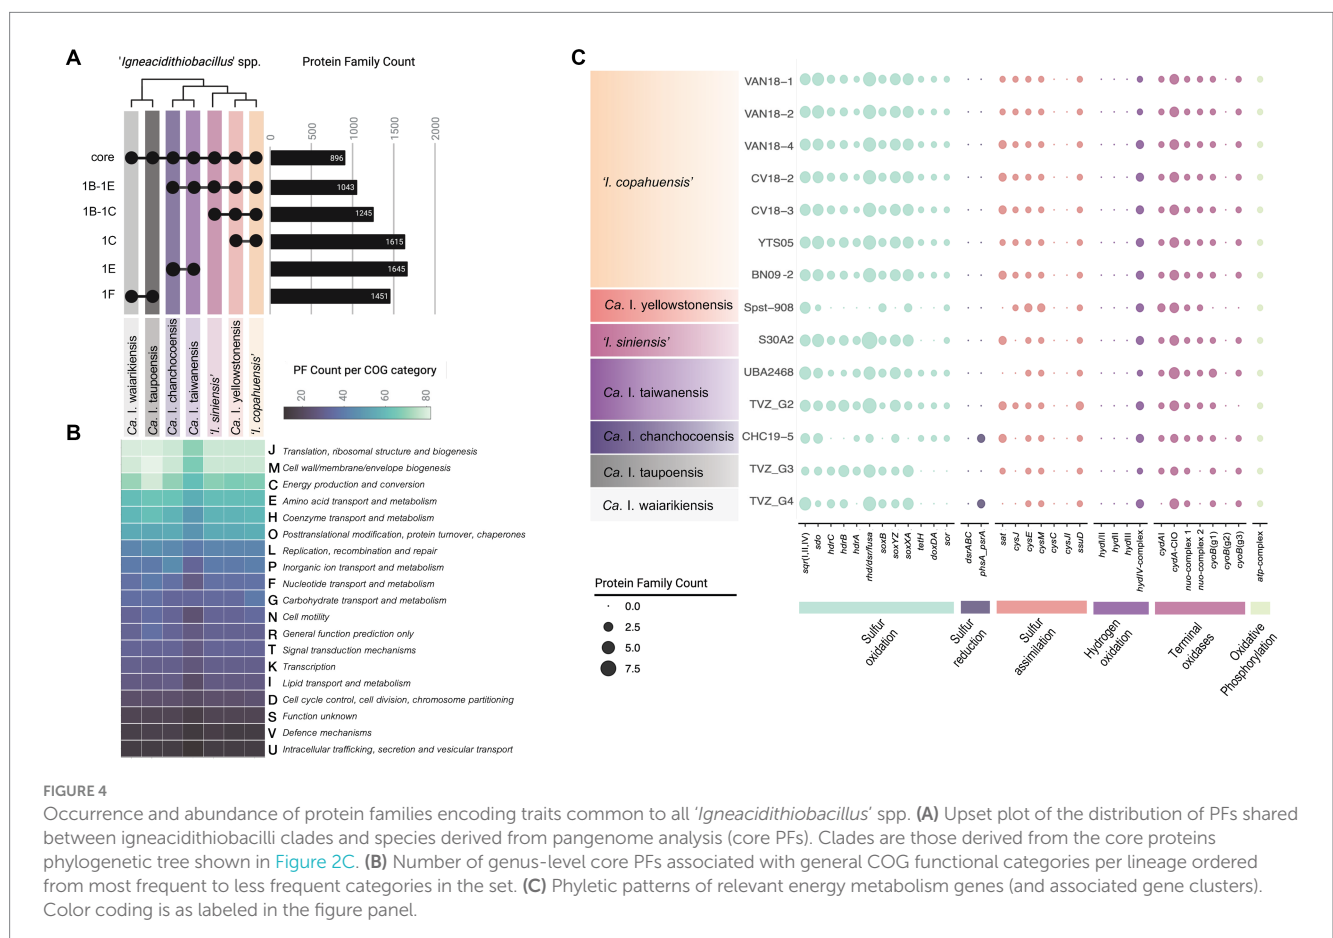 A
'Igneacidithiobacillus' spp.
Protein Family Count
0
500
1000
1500
2000
core
896
1B-1E
1043
1B-1C
1245
1C
1615
1E
1645
1F
1451
Ca. I. waiarikiensis
Ca. I. taupoensis
Ca. I. chanchocoensis
Ca. I. taiwanensis
'I. siniensis'
Ca. I. yellowstonensis
'I. copahuensis'
PF Count per COG category
20
40
60
80
B
J Translation, ribosomal structure and biogenesis
M Cell wall/membrane/envelope biogenesis
C Energy production and conversion
E Amino acid transport and metabolism
H Coenzyme transport and metabolism
O Posttranslational modification, protein turnover, chaperones
L Replication, recombination and repair
P Inorganic ion transport and metabolism
F Nucleotide transport and metabolism
G Carbohydrate transport and metabolism
N Cell motility
R General function prediction only
T Signal transduction mechanisms
K Transcription
I Lipid transport and metabolism
D Cell cycle control, cell division, chromosome partitioning
S Function unknown
V Defence mechanisms
U Intracellular trafficking, secretion and vesicular transport
C
'I. copahuensis'
Ca. I. yellowstonensis
'I. siniensis'
Ca. I. taiwanensis
Ca. I. chanchocoensis
Ca. I. taupoensis
Ca. I. waiarikiensis
VAN18-1
VAN18-2
VAN18-4
CV18-2
CV18-3
YTS05
BN09-2
Spst-908
S30A2
UBA2468
TVZ_G2
CHC19-5
TVZ_G3
TVZ_G4
sqr(I,II,IV)
sdo
hdrC
hdrB
hdrA
rhd/dsr/fusa
soxB
soxYZ
soxXA
tetH
doxDA
sor
dsrABC
phsA_psrA
sat
cysJ1
cysE
cysM
cysC
cysJI
ssuD
hydI/II
hydII
hydIII
hydIV-complex
cydAI
cydA-CIO
nuo-complex 1
nuo-complex 2
cyoB(g1)
cyoB(g2)
cyoB(g3)
atp-complex
Sulfur
oxidation
Sulfur
reduction
Sulfur
assimilation
Hydrogen
oxidation
Terminal
oxidases
Oxidative
Phosphorylation
Protein Family Count
0.0
2.5
5.0
7.5
FIGURE 4
Occurrence and abundance of protein families encoding traits common to all 'Igneacidithiobacillus' spp. (A) Upset plot of the distribution of PFs shared
between igneacidithiobacilli clades and species derived from pangenome analysis (core PFs). Clades are those derived from the core proteins
phylogenetic tree shown in Figure 2C. (B) Number of genus-level core PFs associated with general COG functional categories per lineage ordered
from most frequent to less frequent categories in the set. (C) Phyletic patterns of relevant energy metabolism genes (and associated gene clusters).
Color coding is as labeled in the figure panel.